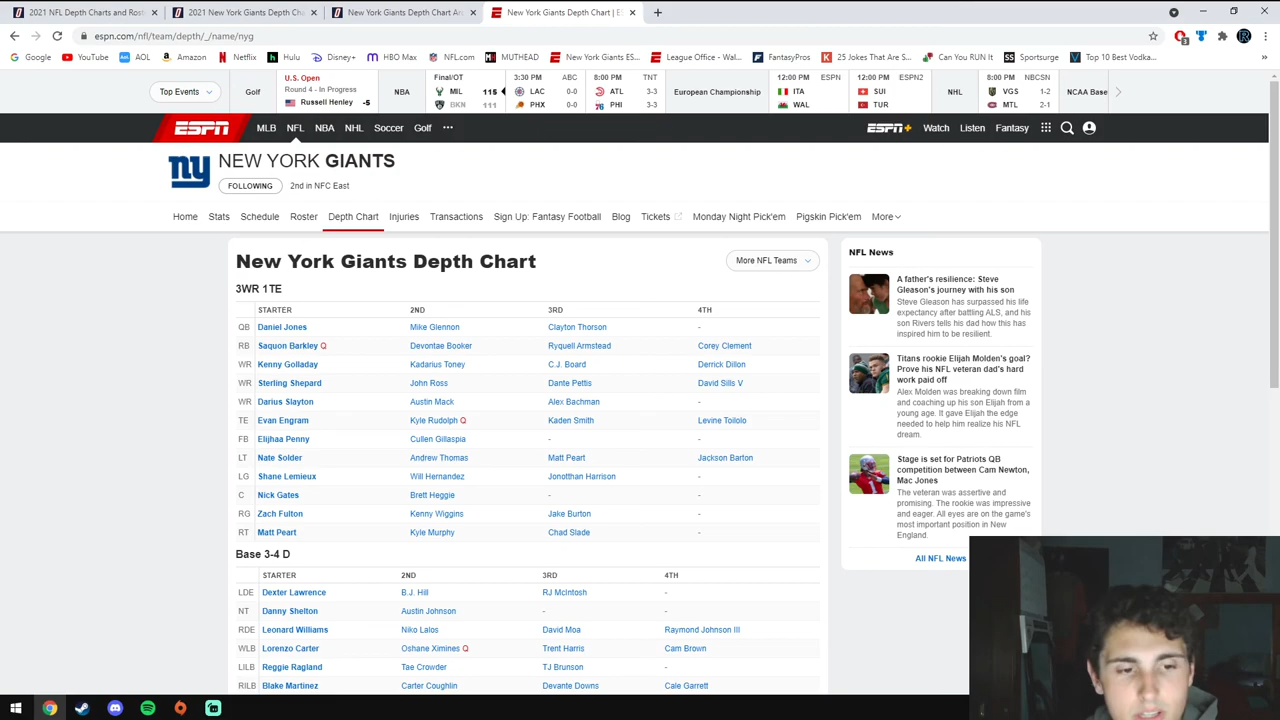 2021 NFL Depth Charts and Rost
2021 New York Giants Depth Cha
New York Giants Depth Chart Arc
New York Giants Depth Chart | ES
espn.com/nfl/team/depth/_/name/nyg
Google YouTube AOL Amazon Netflix Hulu Disney+ HBO Max NFL.com MUTHEAD New York Giants ES... League Office - Wal... FantasyPros 25 Jokes That Are S... Can You RUN It Sportsurge Top 10 Best Vodka...
Top Events
Golf
U.S. Open
Round 4 - In Progress
Russell Henley -5
NBA
Final/OT
MIL 115
BKN 111
3:30 PM ABC
LAC 0-0
PHX 0-0
8:00 PM TNT
ATL 3-3
PHI 3-3
European Championship
12:00 PM ESPN
ITA
WAL
12:00 PM ESPN2
SUI
TUR
NHL
8:00 PM NBCSN
VGS 1-2
MTL 2-1
NCAA Base
ESPN MLB NFL NBA NHL Soccer Golf ESPN+ Watch Listen Fantasy
ny
NEW YORK GIANTS
FOLLOWING 2nd in NFC East
Home Stats Schedule Roster Depth Chart Injuries Transactions Sign Up: Fantasy Football Blog Tickets Monday Night Pick'em Pigskin Pick'em More
New York Giants Depth Chart
More NFL Teams
3WR 1TE
STARTER 2ND 3RD 4TH
QB Daniel Jones Mike Glennon Clayton Thorson -
RB Saquon Barkley Q Devontae Booker Ryquell Armstead Corey Clement
WR Kenny Golladay Kadarius Toney C.J. Board Derrick Dillon
WR Sterling Shepard John Ross Dante Pettis David Sills V
WR Darius Slayton Austin Mack Alex Bachman -
TE Evan Engram Kyle Rudolph Q Kaden Smith Levine Toilolo
FB Elijhaa Penny Cullen Gillaspia - -
LT Nate Solder Andrew Thomas Matt Peart Jackson Barton
LG Shane Lemieux Will Hernandez Jonotthan Harrison -
C Nick Gates Brett Heggie - -
RG Zach Fulton Kenny Wiggins Jake Burton -
RT Matt Peart Kyle Murphy Chad Slade -
Base 3-4 D
STARTER 2ND 3RD 4TH
LDE Dexter Lawrence B.J. Hill RJ McIntosh -
NT Danny Shelton Austin Johnson - -
RDE Leonard Williams Niko Lalos David Moa Raymond Johnson III
WLB Lorenzo Carter Oshane Ximines Q Trent Harris Cam Brown
LILB Reggie Ragland Tae Crowder TJ Brunson -
RILB Blake Martinez Carter Coughlin Devante Downs Cale Garrett
NFL News
A father's resilience: Steve
Gleason's journey with his son
Steve Gleason has surpassed his life
expectancy after battling ALS, and his
son Rivers tells his dad how this has
inspired him to be resilient.
Titans rookie Elijah Molden's goal?
Prove his NFL veteran dad's hard
work paid off
Alex Molden was breaking down film
and coaching up his son Elijah from a
young age. It gave Elijah the edge
needed to help him realize his NFL
dream.
Stage is set for Patriots QB
competition between Cam Newton,
Mac Jones
The veteran was assertive and
promising. The rookie was impressive
and eager. All eyes are on the game's
most important position in New
England.
All NFL News